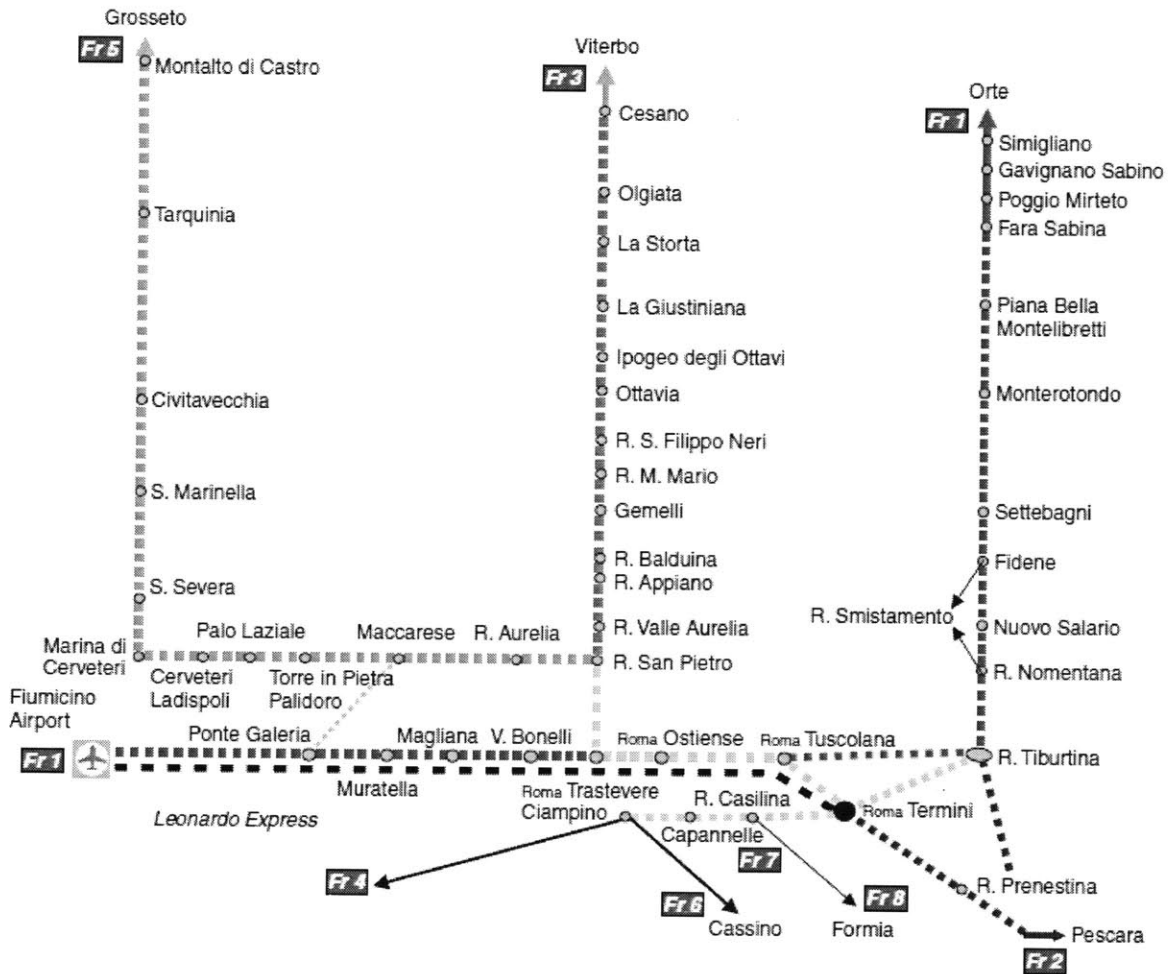 Grosseto
Fr 5
Montalto di Castro
Tarquinia
Civitavecchia
S. Marinella
S. Severa
Marina di
Cerveteri
Cerveteri
Ladispoli
Palo Laziale
Torre in Pietra
Palidoro
Maccarese
R. Aurelia
Viterbo
Fr 3
Cesano
Olgiata
La Storta
La Giustiniana
Ipogeo degli Ottavi
Ottavia
R. S. Filippo Neri
R. M. Mario
Gemelli
R. Balduina
R. Appiano
R. Valle Aurelia
R. San Pietro
Orte
Fr 1
Simigliano
Gavignano Sabino
Poggio Mirteto
Fara Sabina
Piana Bella
Montelibretti
Monterotondo
Settebagni
Fidene
R. Smistamento
Nuovo Salario
R. Nomentana
R. Tiburtina
Fiumicino
Airport
Fr 1
Ponte Galeria
Muratella
Magliana
V. Bonelli
Roma Trastevere
Roma Ostiense
Roma Tuscolana
Leonardo Express
Ciampino
Capannelle
R. Casilina
Roma Termini
Fr 4
Fr 6
Cassino
Fr 7
Fr 8
Formia
R. Prenestina
Pescara
Fr 2